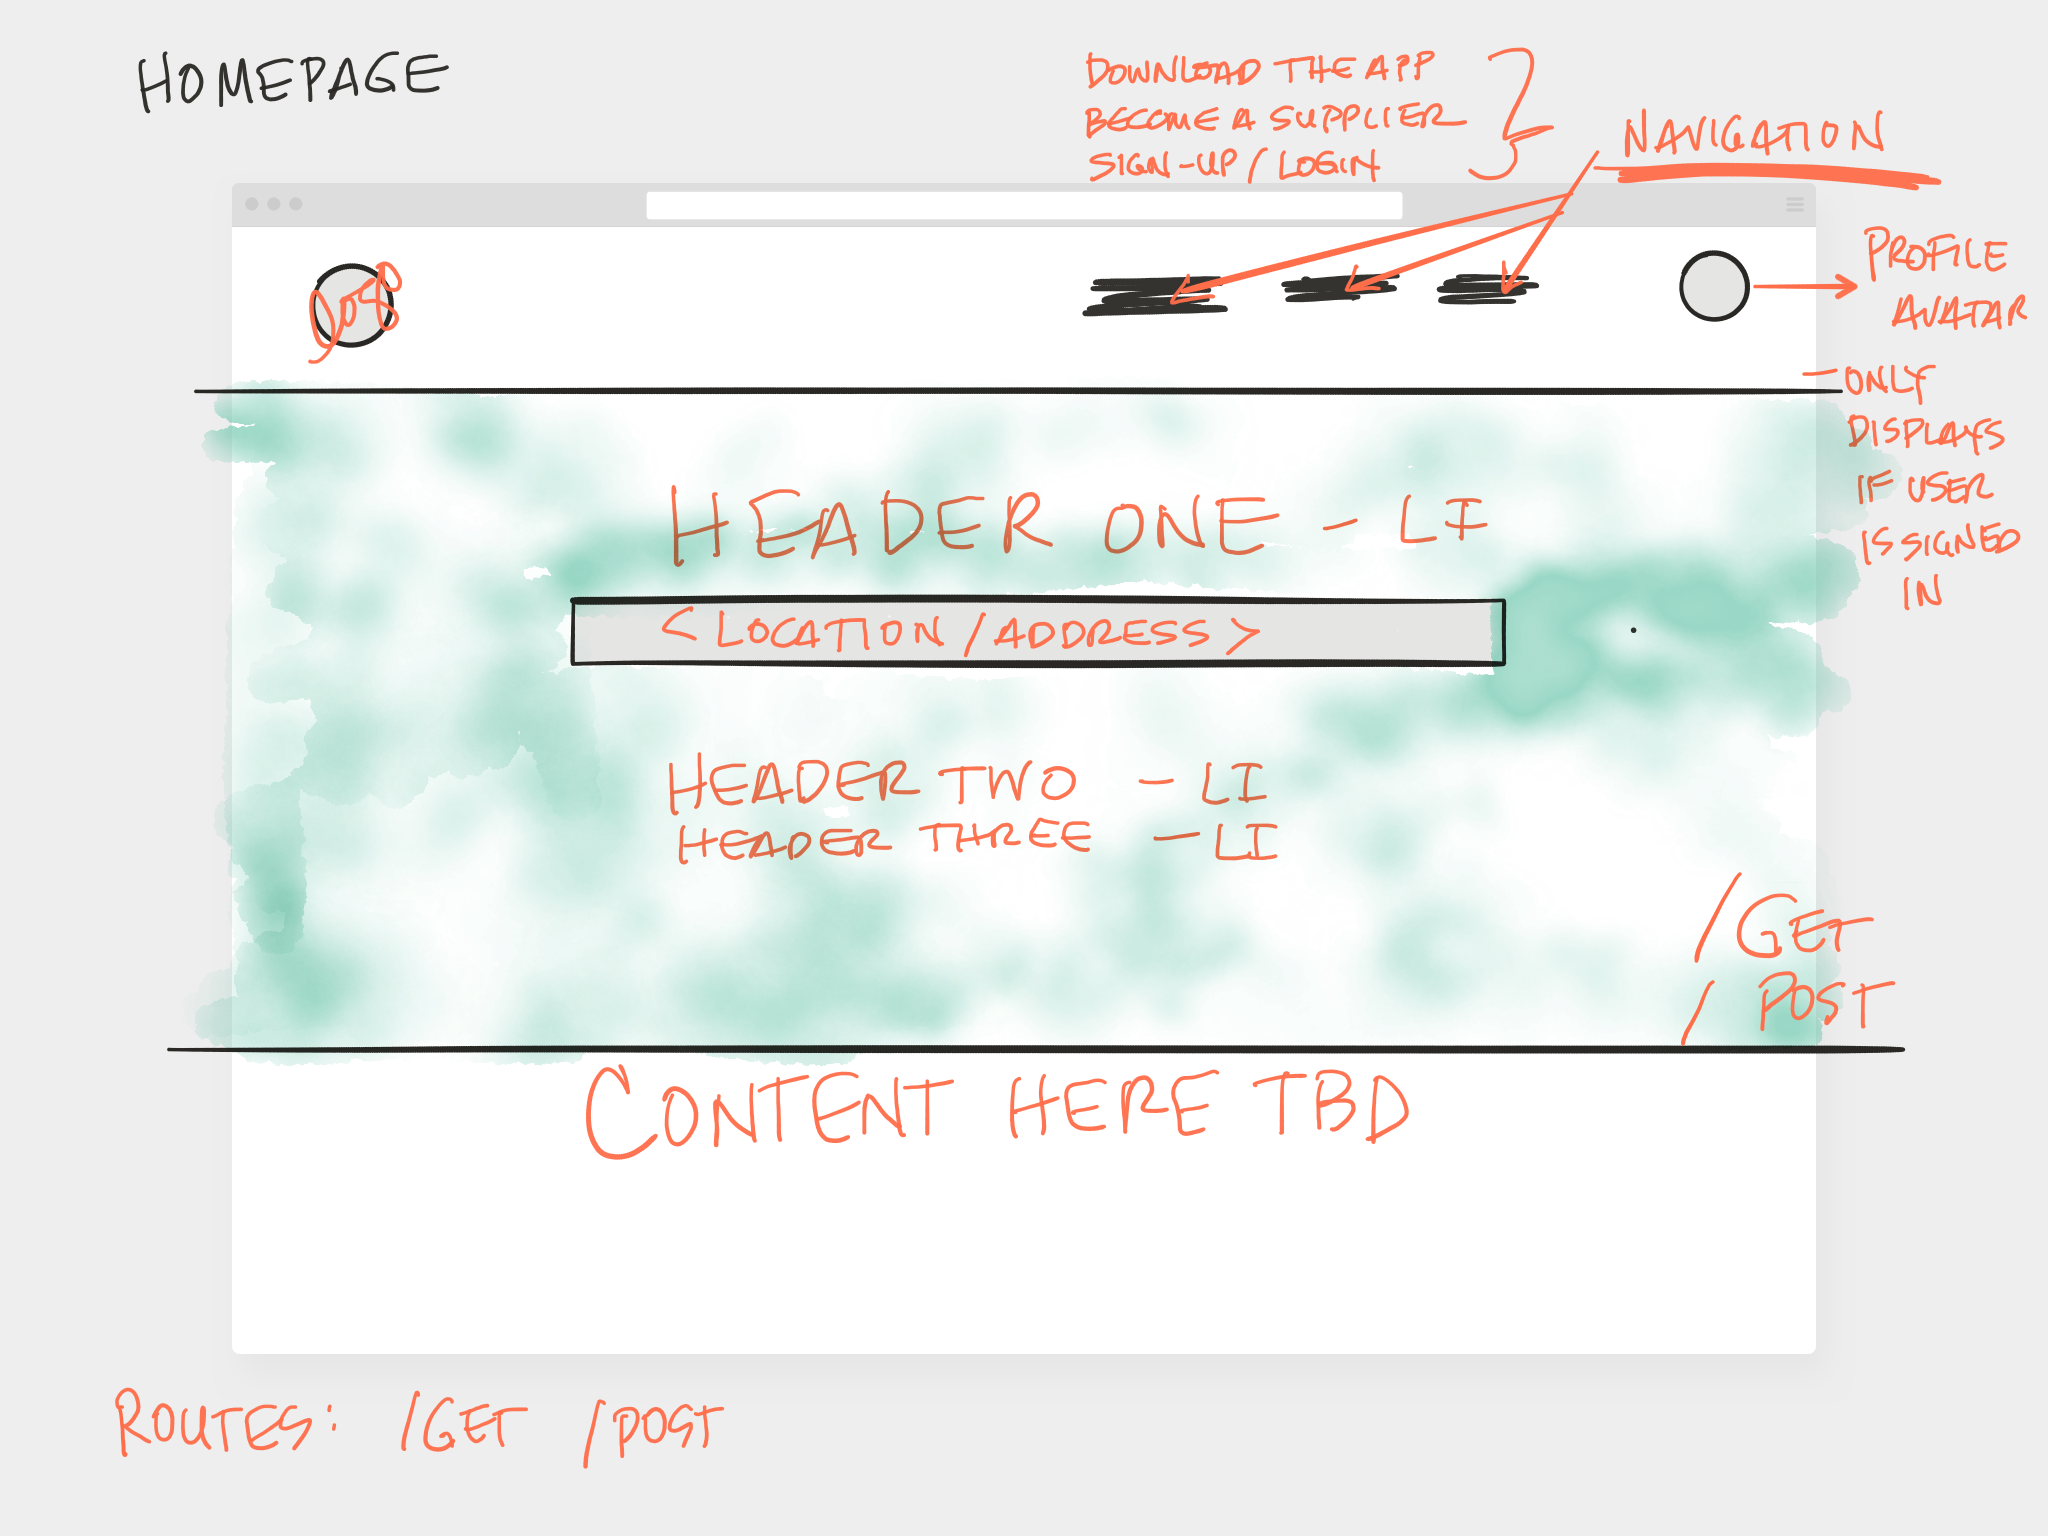 HOMEPAGE
DOWNLOAD THE APP
BECOME A SUPPLIER
SIGN-UP / LOGIN
NAVIGATION
Logo
PROFILE
AVATAR
- ONLY
DISPLAYS
IF USER
IS SIGNED
IN
HEADER ONE - LI
< LOCATION / ADDRESS >
HEADER TWO - LI
HEADER THREE - LI
/GET
/ POST
CONTENT HERE TBD
ROUTES: /GET /POST